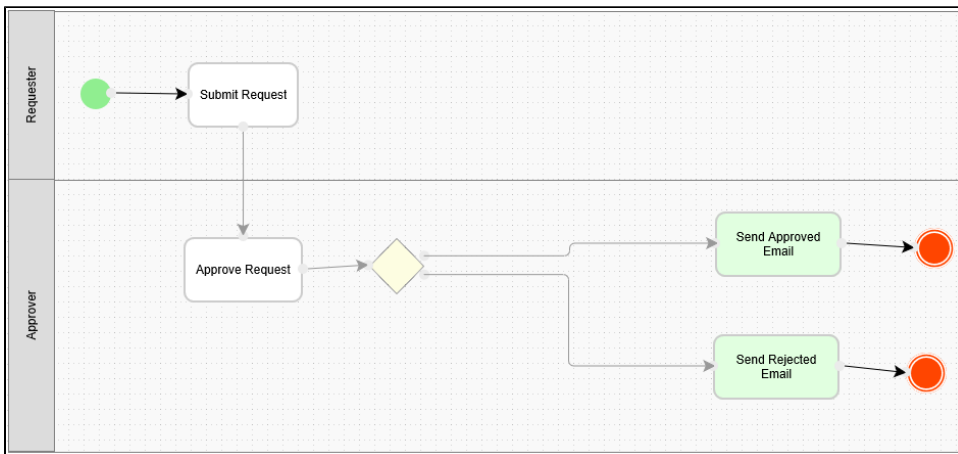 Requester
Submit Request
Approver
Approve Request
Send Approved
Email
Send Rejected
Email